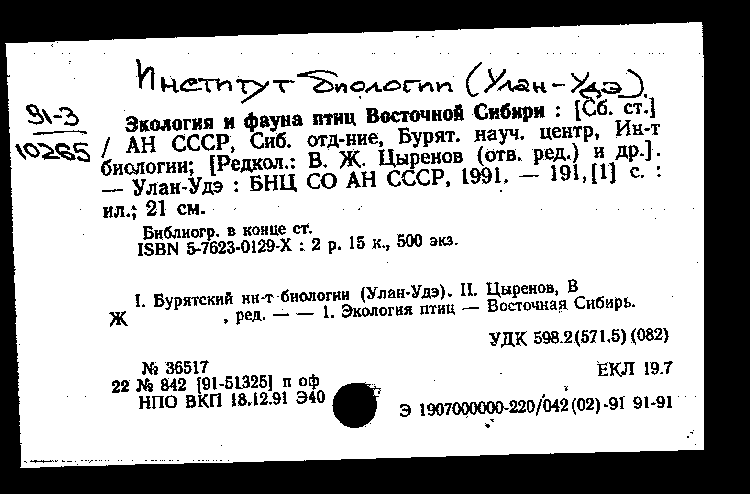 Институт биологии (Улан-Удэ).
91-3
10285
Экология и фауна птиц Восточной Сибири : [Сб. ст.]
/ АН СССР, Сиб. отд-ние, Бурят. науч. центр, Ин-т
биологии; [Редкол.: В. Ж. Цыренов (отв. ред.) и др.].
— Улан-Удэ : БНЦ СО АН СССР, 1991. — 191,[1] с. :
ил.; 21 см.
Библиогр. в конце ст.
ISBN 5-7623-0129-X : 2 р. 15 к., 500 экз.
I. Бурятский ин-т биологии (Улан-Удэ). II. Цыренов, В
Ж , ред. — — 1. Экология птиц — Восточная Сибирь.
УДК 598.2(571.5)(082)
№ 36517
ЕКЛ 19.7
22 № 842 [91-51325] п оф
НПО ВКП 18.12.91 Э40
Э 1907000000-220/042(02)-91 91-91